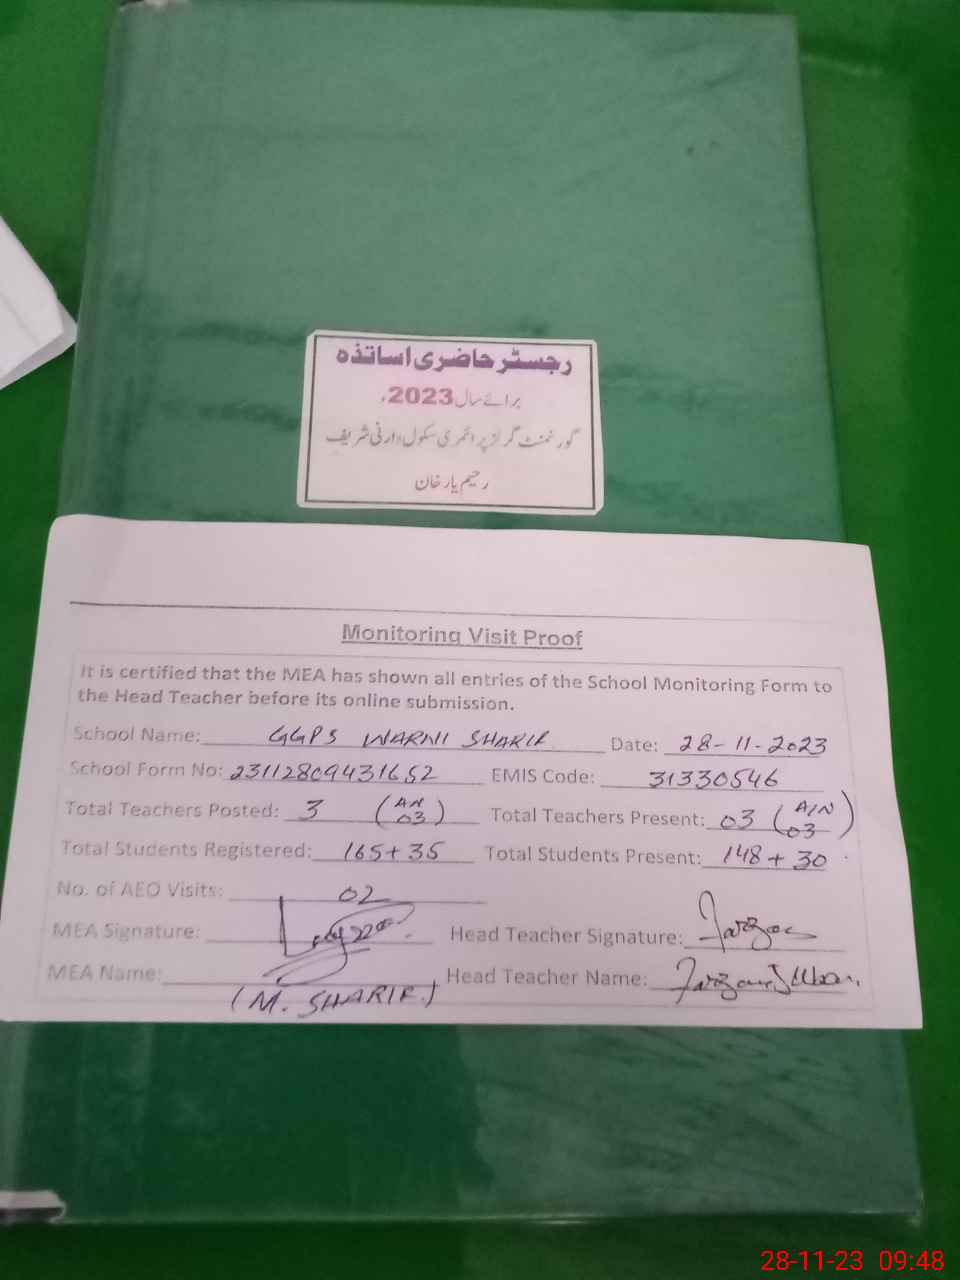 رجسٹر حاضری اساتذہ
برائے سال 2023ء
گورنمنٹ گرلز پرائمری سکول وارنی شریف
رحیم یار خان
Monitoring Visit Proof
It is certified that the MEA has shown all entries of the School Monitoring Form to
the Head Teacher before its online submission.
School Name: GGPS WARNI SHARIF Date: 28-11-2023
School Form No: 23112809431652 EMIS Code: 31330546
Total Teachers Posted: 3 (A/N 03) Total Teachers Present: 03 (A/N 03)
Total Students Registered: 165+35 Total Students Present: 148+30
No. of AEO Visits: 02
MEA Signature: Head Teacher Signature: Farzana
MEA Name: Head Teacher Name: Farzana
(M. SHARIF.)
28-11-23 09:48